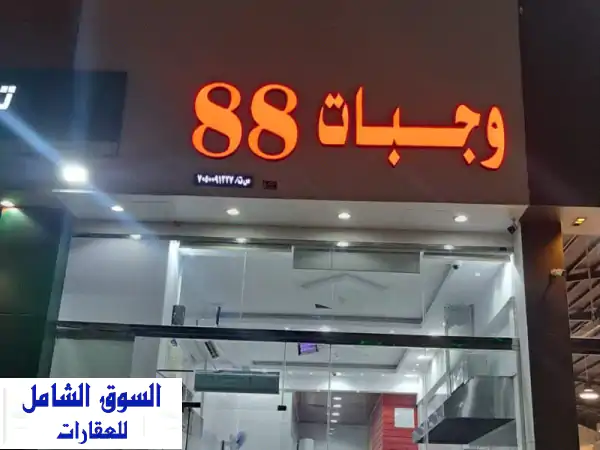 وجبات 88
السوق الشامل
للعقارات